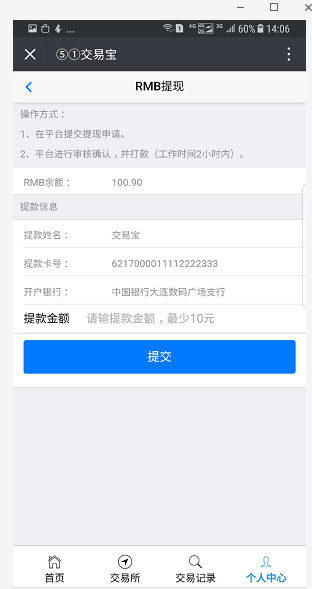 4G 3G 60% 14:06
⑤①交易宝
RMB提现
操作方式：
1、在平台提交提现申请。
2、平台进行审核确认，并打款（工作时间2小时内）。
RMB余额： 100.90
提款信息
提款姓名： 交易宝
提款卡号： 6217000011112222333
开户银行： 中国银行大连数码广场支行
提款金额 请输提款金额，最少10元
提交
首页 交易所 交易记录 个人中心